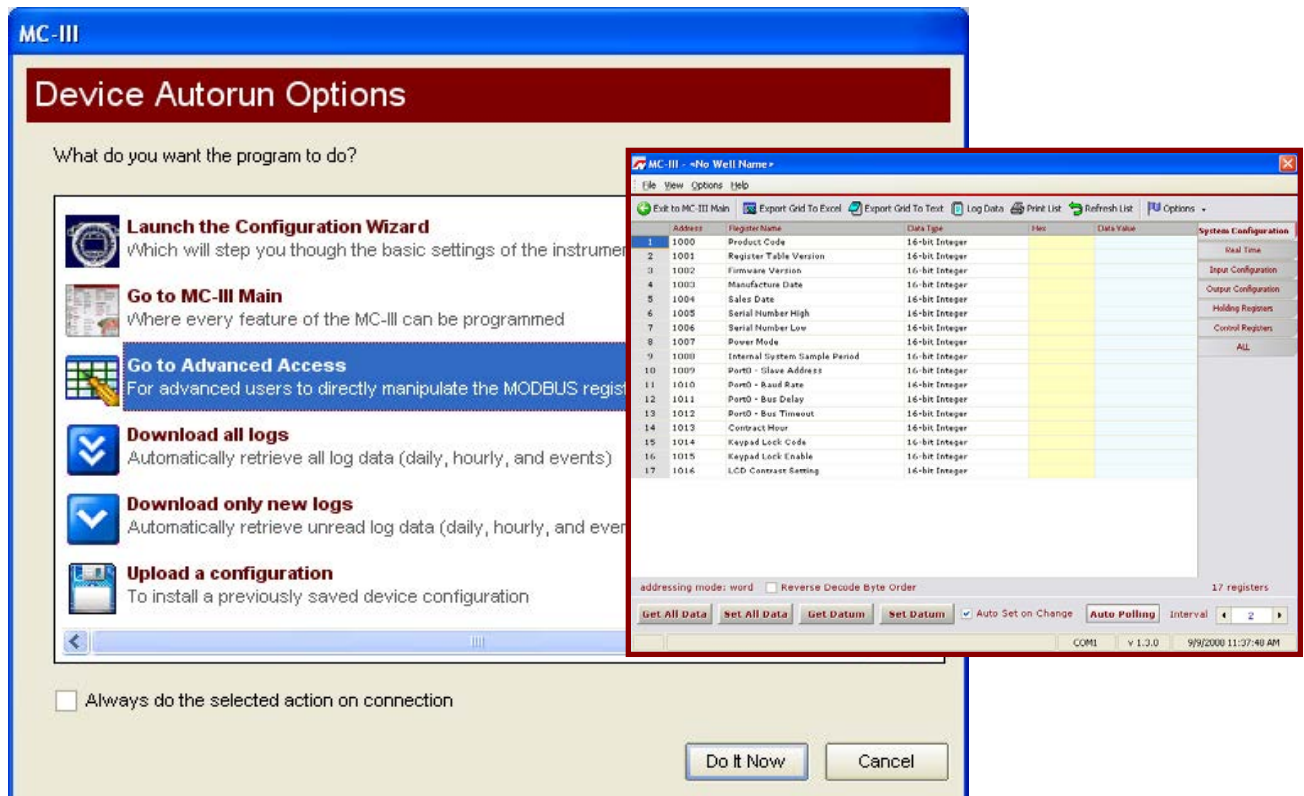 MC-III
Device Autorun Options
What do you want the program to do?
Launch the Configuration Wizard
Which will step you though the basic settings of the instrumer
Go to MC-III Main
Where every feature of the MC-III can be programmed
Go to Advanced Access
For advanced users to directly manipulate the MODBUS regist
Download all logs
Automatically retrieve all log data (daily, hourly, and events)
Download only new logs
Automatically retrieve unread log data (daily, hourly, and ever
Upload a configuration
To install a previously saved device configuration
Always do the selected action on connection
Do It Now Cancel
MC-III - <No Well Name>
File View Options Help
Exit to MC-III Main Export Grid To Excel Export Grid To Text Log Data Print List Refresh List Options
Address Register Name Data Type Hex Data Value
1 1000 Product Code 16-bit Integer
2 1001 Register Table Version 16-bit Integer
3 1002 Firmware Version 16-bit Integer
4 1003 Manufacture Date 16-bit Integer
5 1004 Sales Date 16-bit Integer
6 1005 Serial Number High 16-bit Integer
7 1006 Serial Number Low 16-bit Integer
8 1007 Power Mode 16-bit Integer
9 1008 Internal System Sample Period 16-bit Integer
10 1009 Port0 - Slave Address 16-bit Integer
11 1010 Port0 - Baud Rate 16-bit Integer
12 1011 Port0 - Bus Delay 16-bit Integer
13 1012 Port0 - Bus Timeout 16-bit Integer
14 1013 Contract Hour 16-bit Integer
15 1014 Keypad Lock Code 16-bit Integer
16 1015 Keypad Lock Enable 16-bit Integer
17 1016 LCD Contrast Setting 16-bit Integer
System Configuration
Real Time
Input Configuration
Output Configuration
Holding Registers
Control Registers
ALL
addressing mode: word Reverse Decode Byte Order 17 registers
Get All Data Set All Data Get Datum Set Datum Auto Set on Change Auto Polling Interval 2
COM1 v 1.3.0 9/9/2008 11:37:40 AM